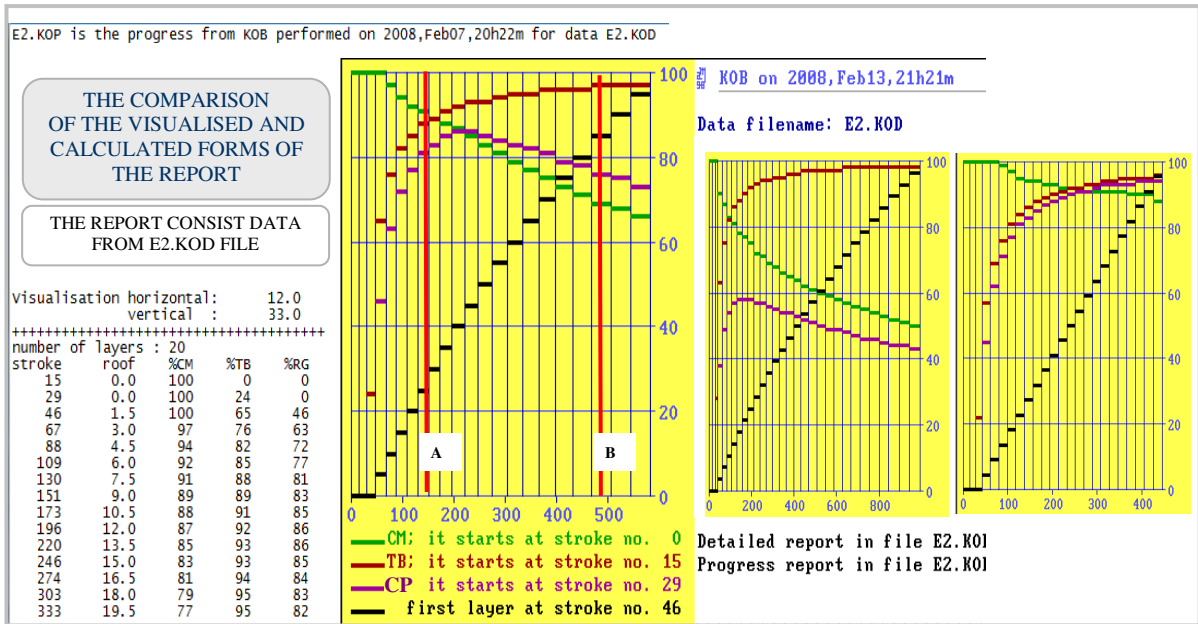 E2.KOP is the progress from KOB performed on 2008,Feb07,20h22m for data E2.KOD
THE COMPARISON
OF THE VISUALISED AND
CALCULATED FORMS OF
THE REPORT
THE REPORT CONSIST DATA
FROM E2.KOD FILE
Visualisation horizontal: 12.0
vertical : 33.0
++++++++++++++++++++++++++++++++++++++
number of layers : 20
stroke roof %CM %TB %RG
15 0.0 100 0 0
29 0.0 100 24 0
46 1.5 100 65 46
67 3.0 97 76 63
88 4.5 94 82 72
109 6.0 92 85 77
130 7.5 91 88 81
151 9.0 89 89 83
173 10.5 88 91 85
196 12.0 87 92 86
220 13.5 85 93 86
246 15.0 83 93 85
274 16.5 81 94 84
303 18.0 79 95 83
333 19.5 77 95 82
100
80
60
40
20
0
A
B
0 100 200 300 400 500
CM; it starts at stroke no. 0
TB; it starts at stroke no. 15
CP it starts at stroke no. 29
first layer at stroke no. 46
KOB on 2008,Feb13,21h21m
Data filename: E2.KOD
100
80
60
40
20
0
0 200 400 600 800
100
80
60
40
20
0
0 100 200 300 400
Detailed report in file E2.KO
Progress report in file E2.KO